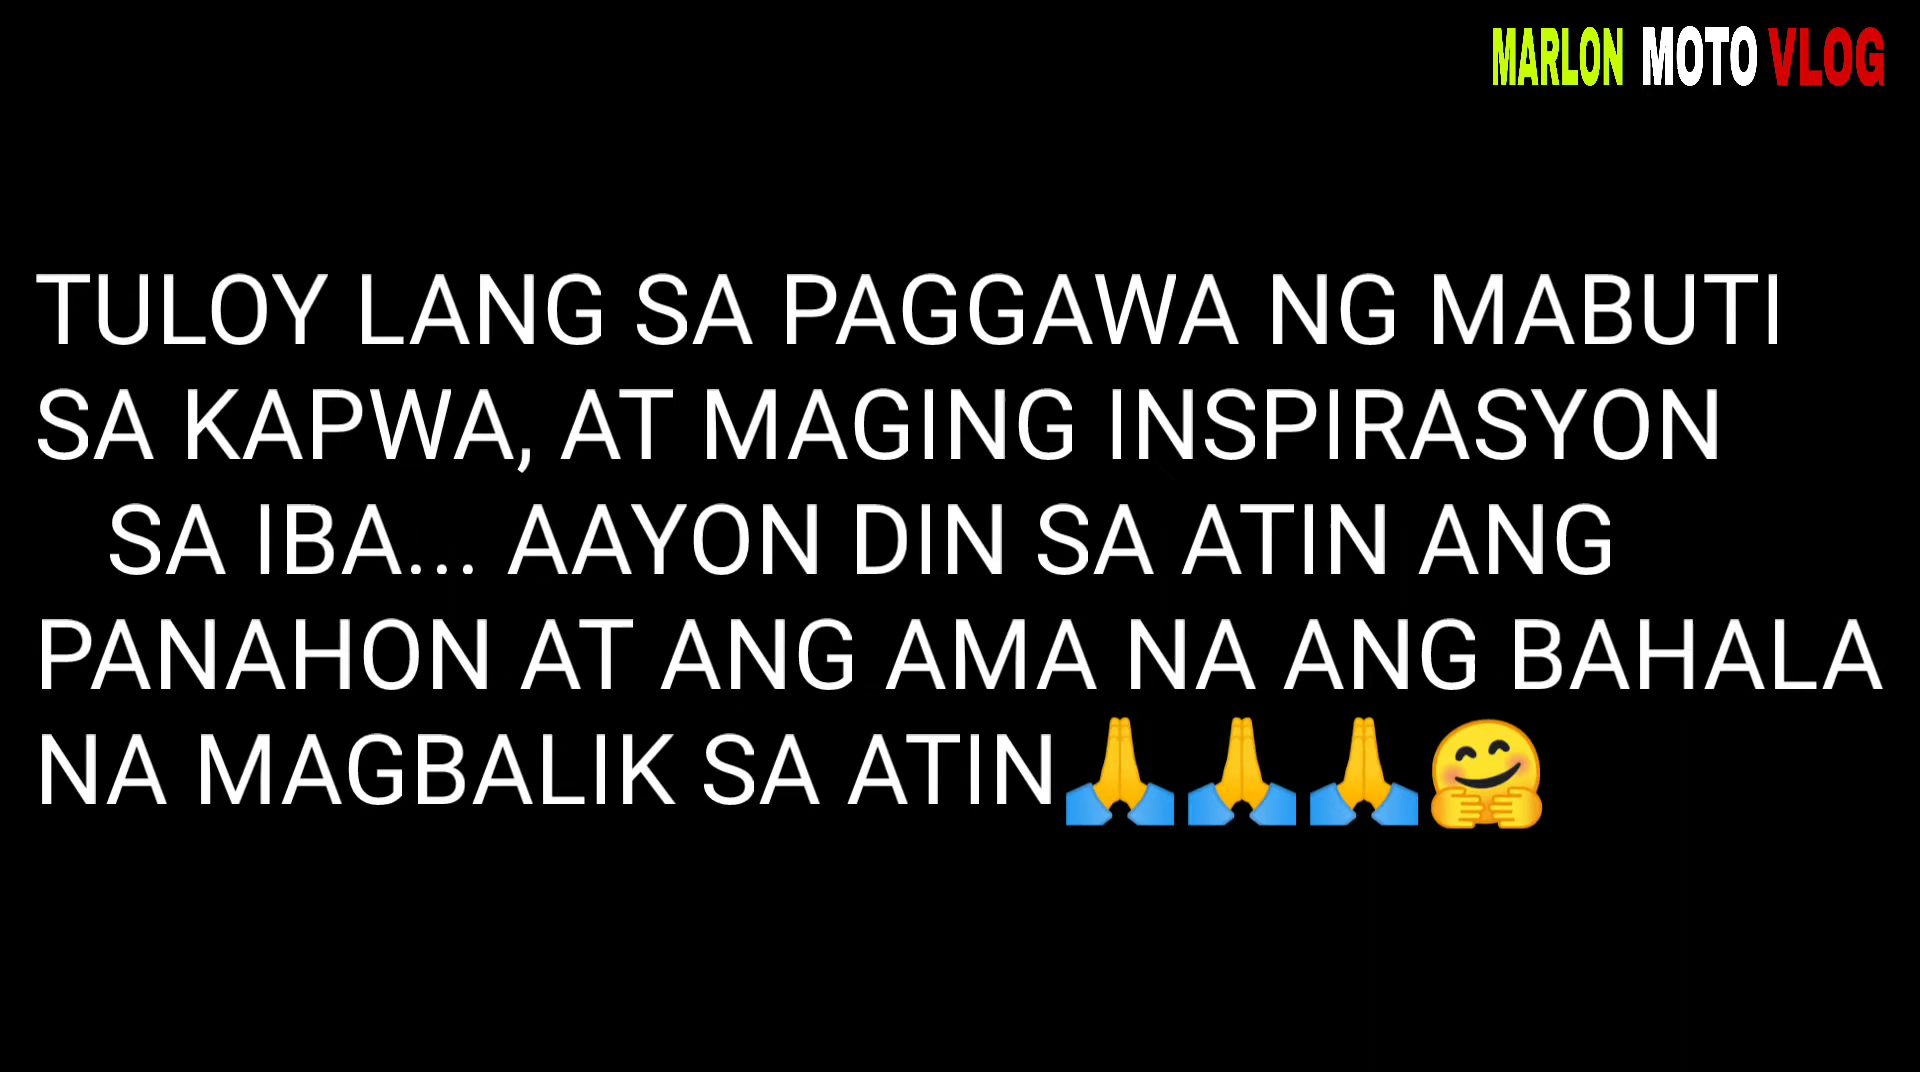 MARLON MOTO VLOG
TULOY LANG SA PAGGAWA NG MABUTI
SA KAPWA, AT MAGING INSPIRASYON
SA IBA... AAYON DIN SA ATIN ANG
PANAHON AT ANG AMA NA ANG BAHALA
NA MAGBALIK SA ATIN🙏🙏🙏🤗